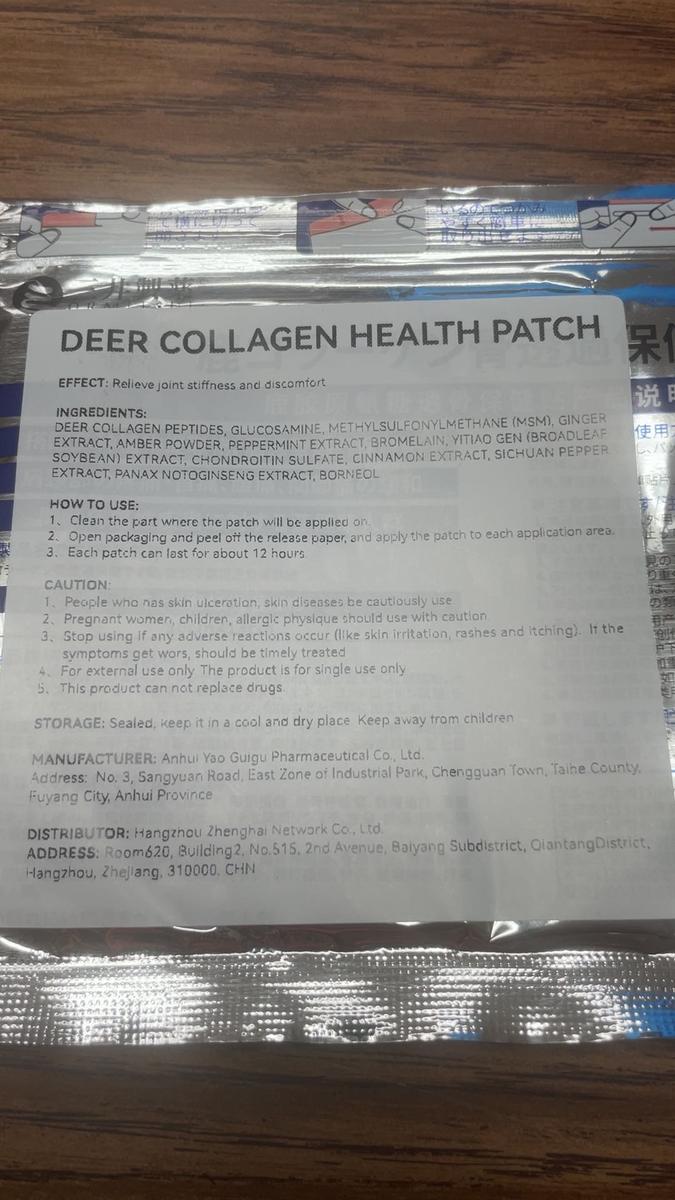 DEER COLLAGEN HEALTH PATCH
EFFECT: Relieve joint stiffness and discomfort
INGREDIENTS:
DEER COLLAGEN PEPTIDES, GLUCOSAMINE, METHYLSULFONYLMETHANE (MSM), GINGER
EXTRACT, AMBER POWDER, PEPPERMINT EXTRACT, BROMELAIN, YITIAO GEN (BROADLEAF
SOYBEAN) EXTRACT, CHONDROITIN SULFATE, CINNAMON EXTRACT, SICHUAN PEPPER
EXTRACT, PANAX NOTOGINSENG EXTRACT, BORNEOL
HOW TO USE:
1、Clean the part where the patch will be applied on.
2、Open packaging and peel off the release paper, and apply the patch to each application area.
3、Each patch can last for about 12 hours
CAUTION:
1、People who has skin ulceration, skin diseases be cautiously use
2、Pregnant women, children, allergic physique should use with caution
3、Stop using if any adverse reactions occur (like skin irritation, rashes and itching). If the
symptoms get wors, should be timely treated
4、For external use only The product is for single use only
5、This product can not replace drugs
STORAGE: Sealed, keep it in a cool and dry place Keep away from children
MANUFACTURER: Anhui Yao Guigu Pharmaceutical Co., Ltd.
Address: No. 3, Sangyuan Road, East Zone of Industrial Park, Chengguan Town, Taihe County,
Fuyang City, Anhui Province
DISTRIBUTOR: Hangzhou Zhenghai Network Co., Ltd.
ADDRESS: Room620, Building2, No.515, 2nd Avenue, Baiyang Subdistrict, QiantangDistrict,
Hangzhou, Zhejiang, 310000, CHN
保
说明
使用